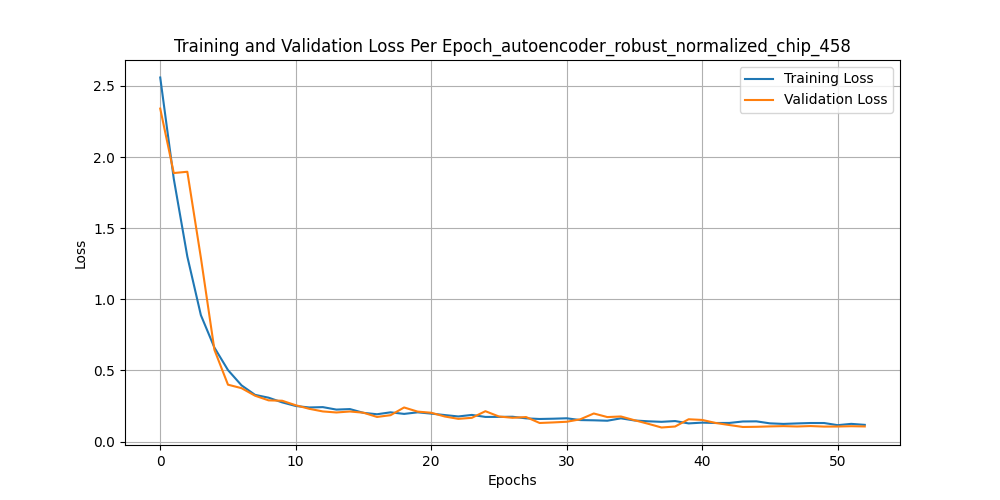 Training and Validation Loss Per Epoch_autoencoder_robust_normalized_chip_458
Training Loss
Validation Loss
2.5
2.0
1.5
1.0
0.5
0.0
Loss
0 10 20 30 40 50
Epochs